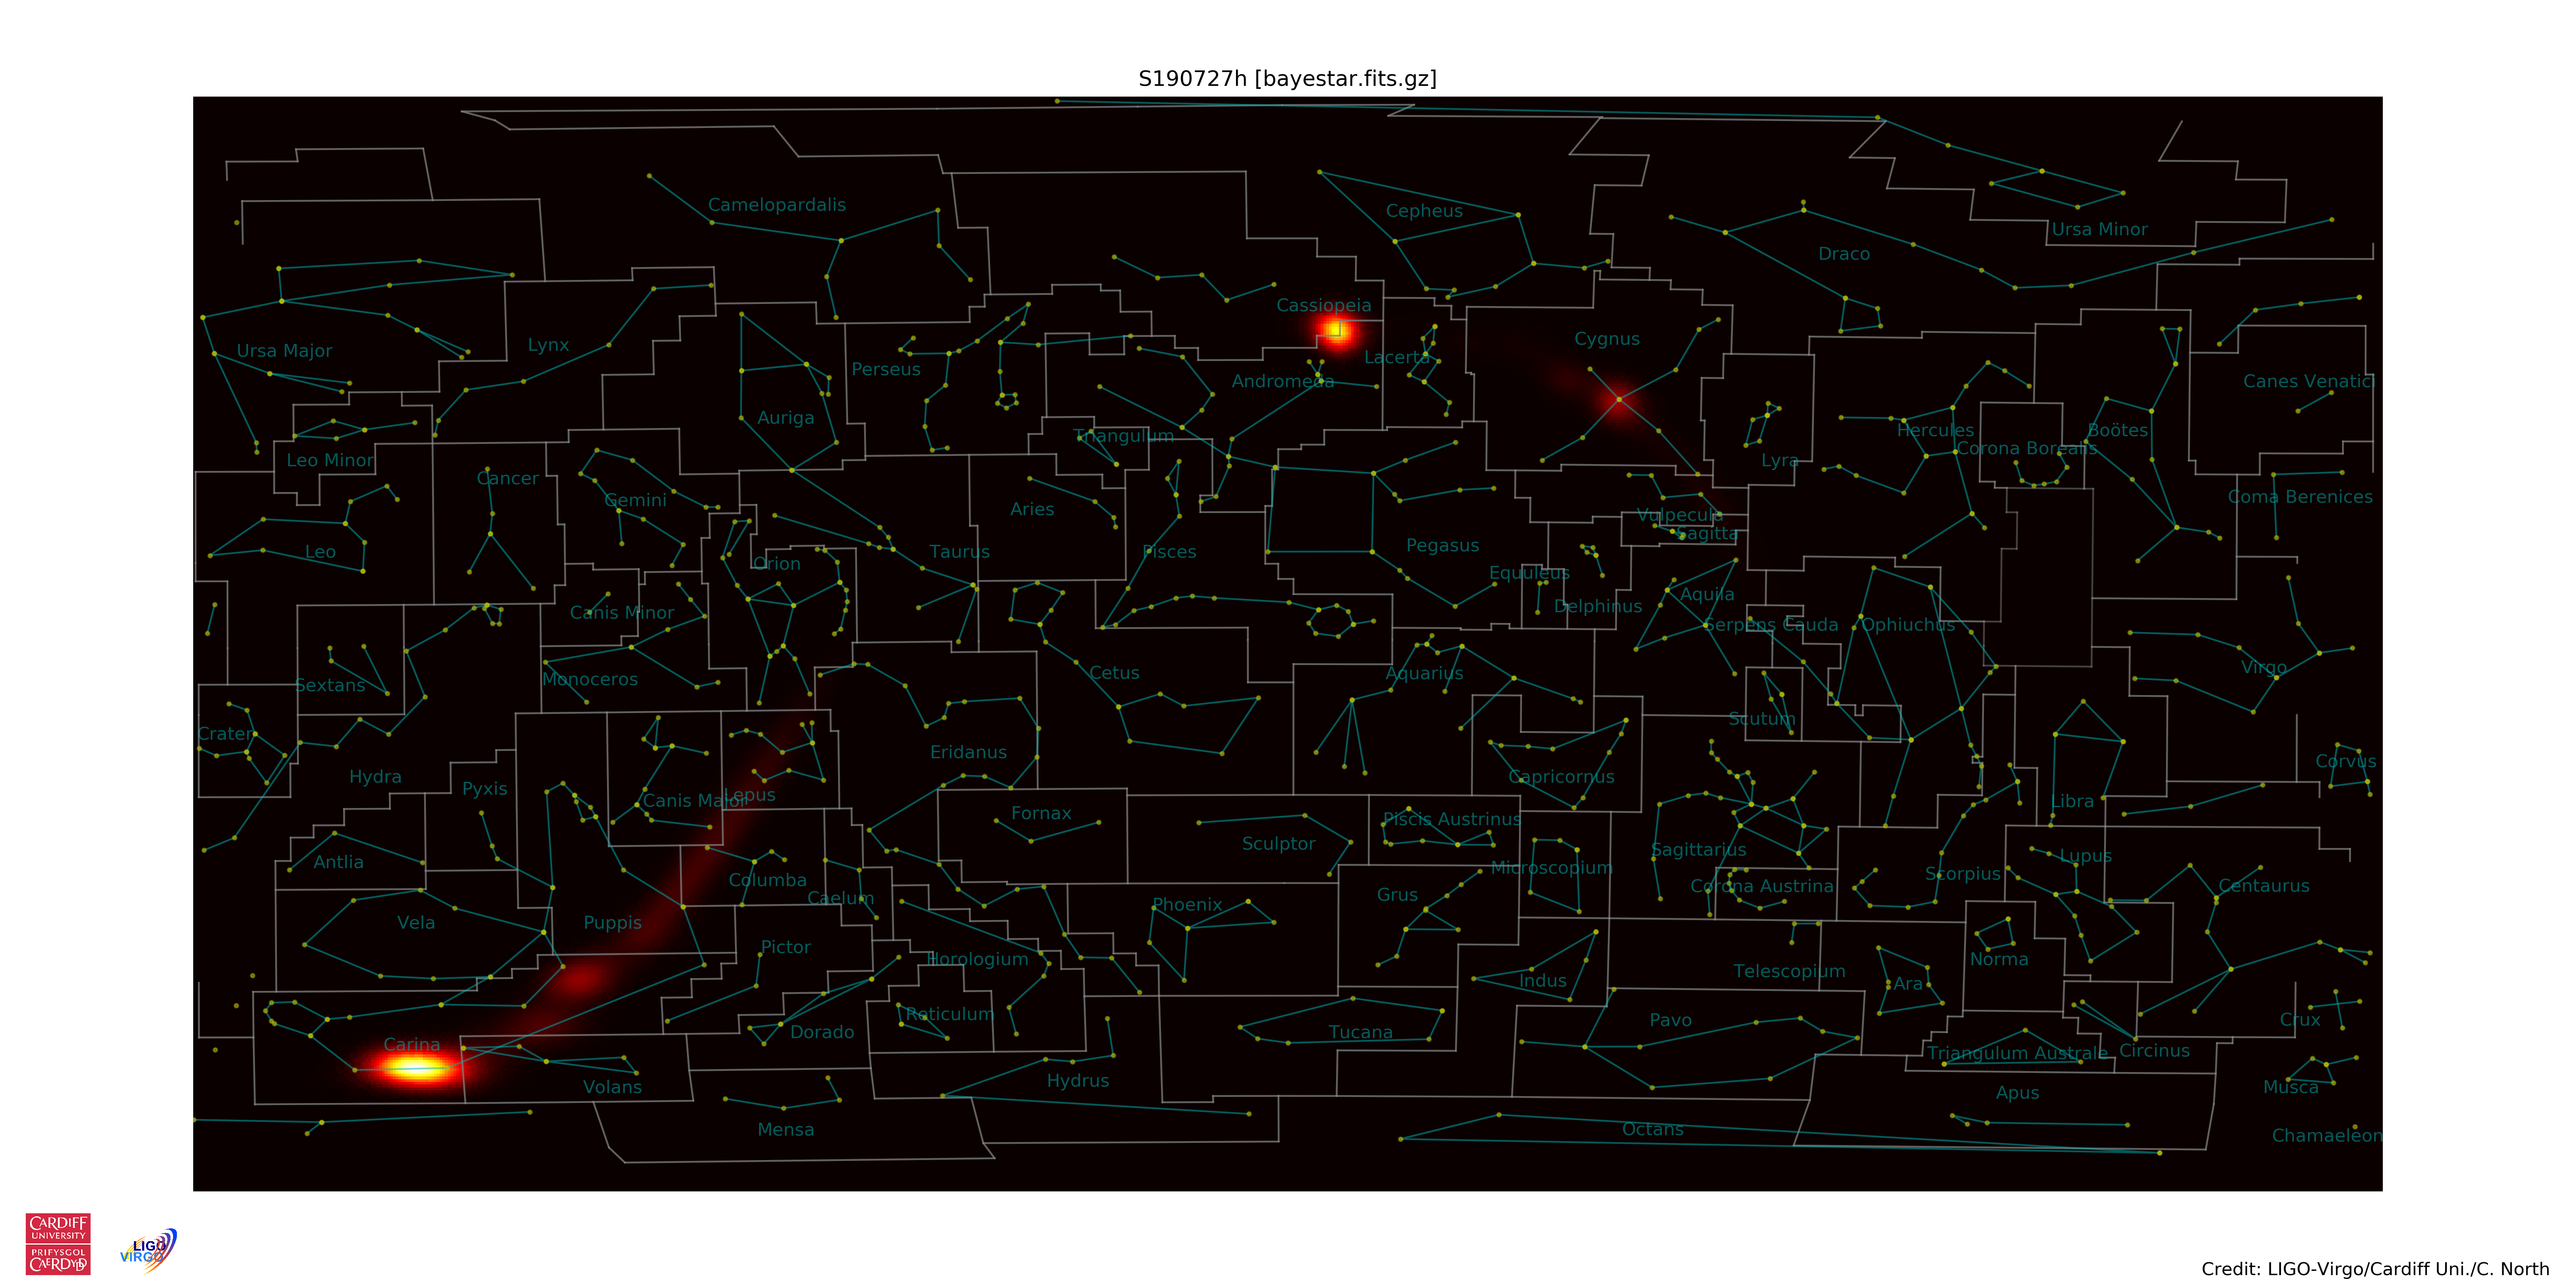 S190727h [bayestar.fits.gz]
Camelopardalis
Cepheus
Ursa Minor
Draco
Cassiopeia
Cygnus
Lynx
Ursa Major
Lacerta
Perseus
Andromeda
Canes Venatici
Auriga
Triangulum
Hercules
Boötes
Corona Borealis
Leo Minor
Lyra
Cancer
Gemini
Coma Berenices
Aries
Vulpecula
Sagitta
Leo
Taurus
Pisces
Pegasus
Orion
Equuleus
Aquila
Delphinus
Canis Minor
Serpens Cauda
Ophiuchus
Virgo
Cetus
Aquarius
Monoceros
Sextans
Scutum
Crater
Eridanus
Corvus
Hydra
Capricornus
Pyxis
Lepus
Canis Major
Libra
Fornax
Piscis Austrinus
Sculptor
Sagittarius
Lupus
Antlia
Microscopium
Scorpius
Columba
Corona Austrina
Centaurus
Grus
Caelum
Phoenix
Vela
Puppis
Pictor
Horologium
Norma
Telescopium
Indus
Ara
Reticulum
Pavo
Crux
Dorado
Tucana
Carina
Circinus
Triangulum Australe
Hydrus
Volans
Musca
Apus
Mensa
Octans
Chamaeleon
CARDIFF
UNIVERSITY
PRIFYSGOL
CAERDYDD
LIGO
VIRGO
Credit: LIGO-Virgo/Cardiff Uni./C. North